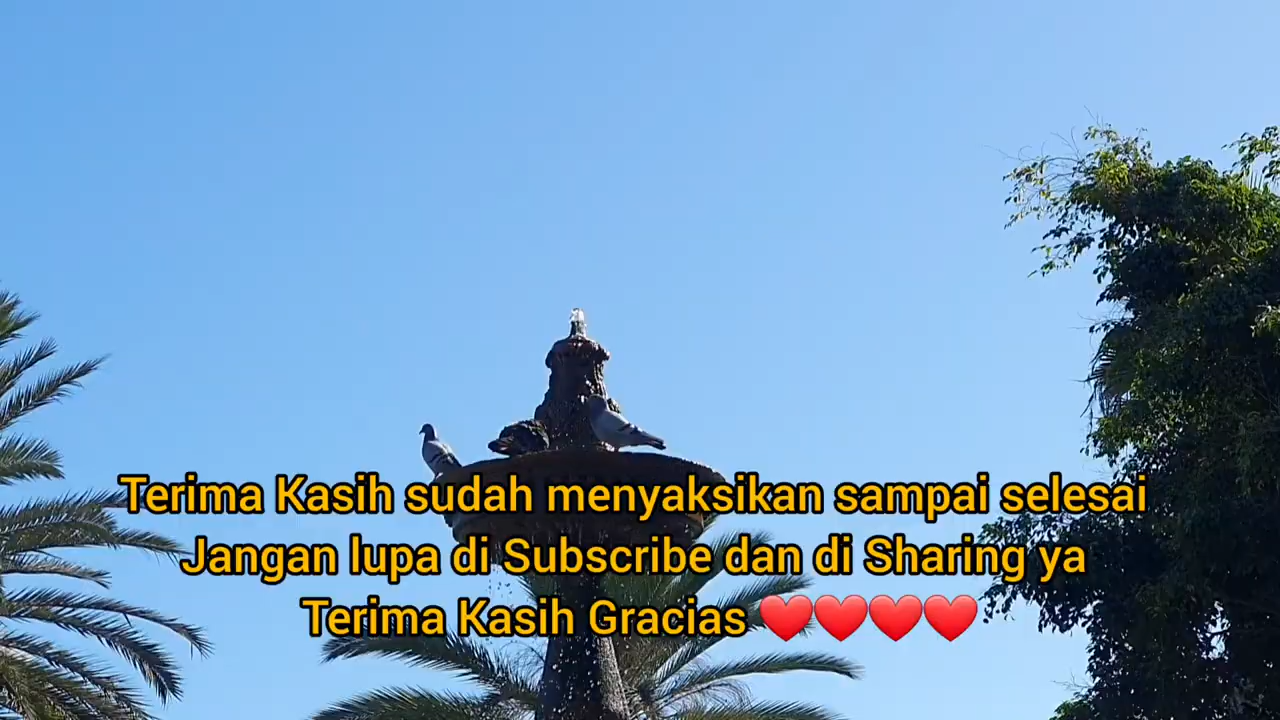 Terima Kasih sudah menyaksikan sampai selesai
Jangan lupa di Subscribe dan di Sharing ya
Terima Kasih Gracias ❤️❤️❤️❤️